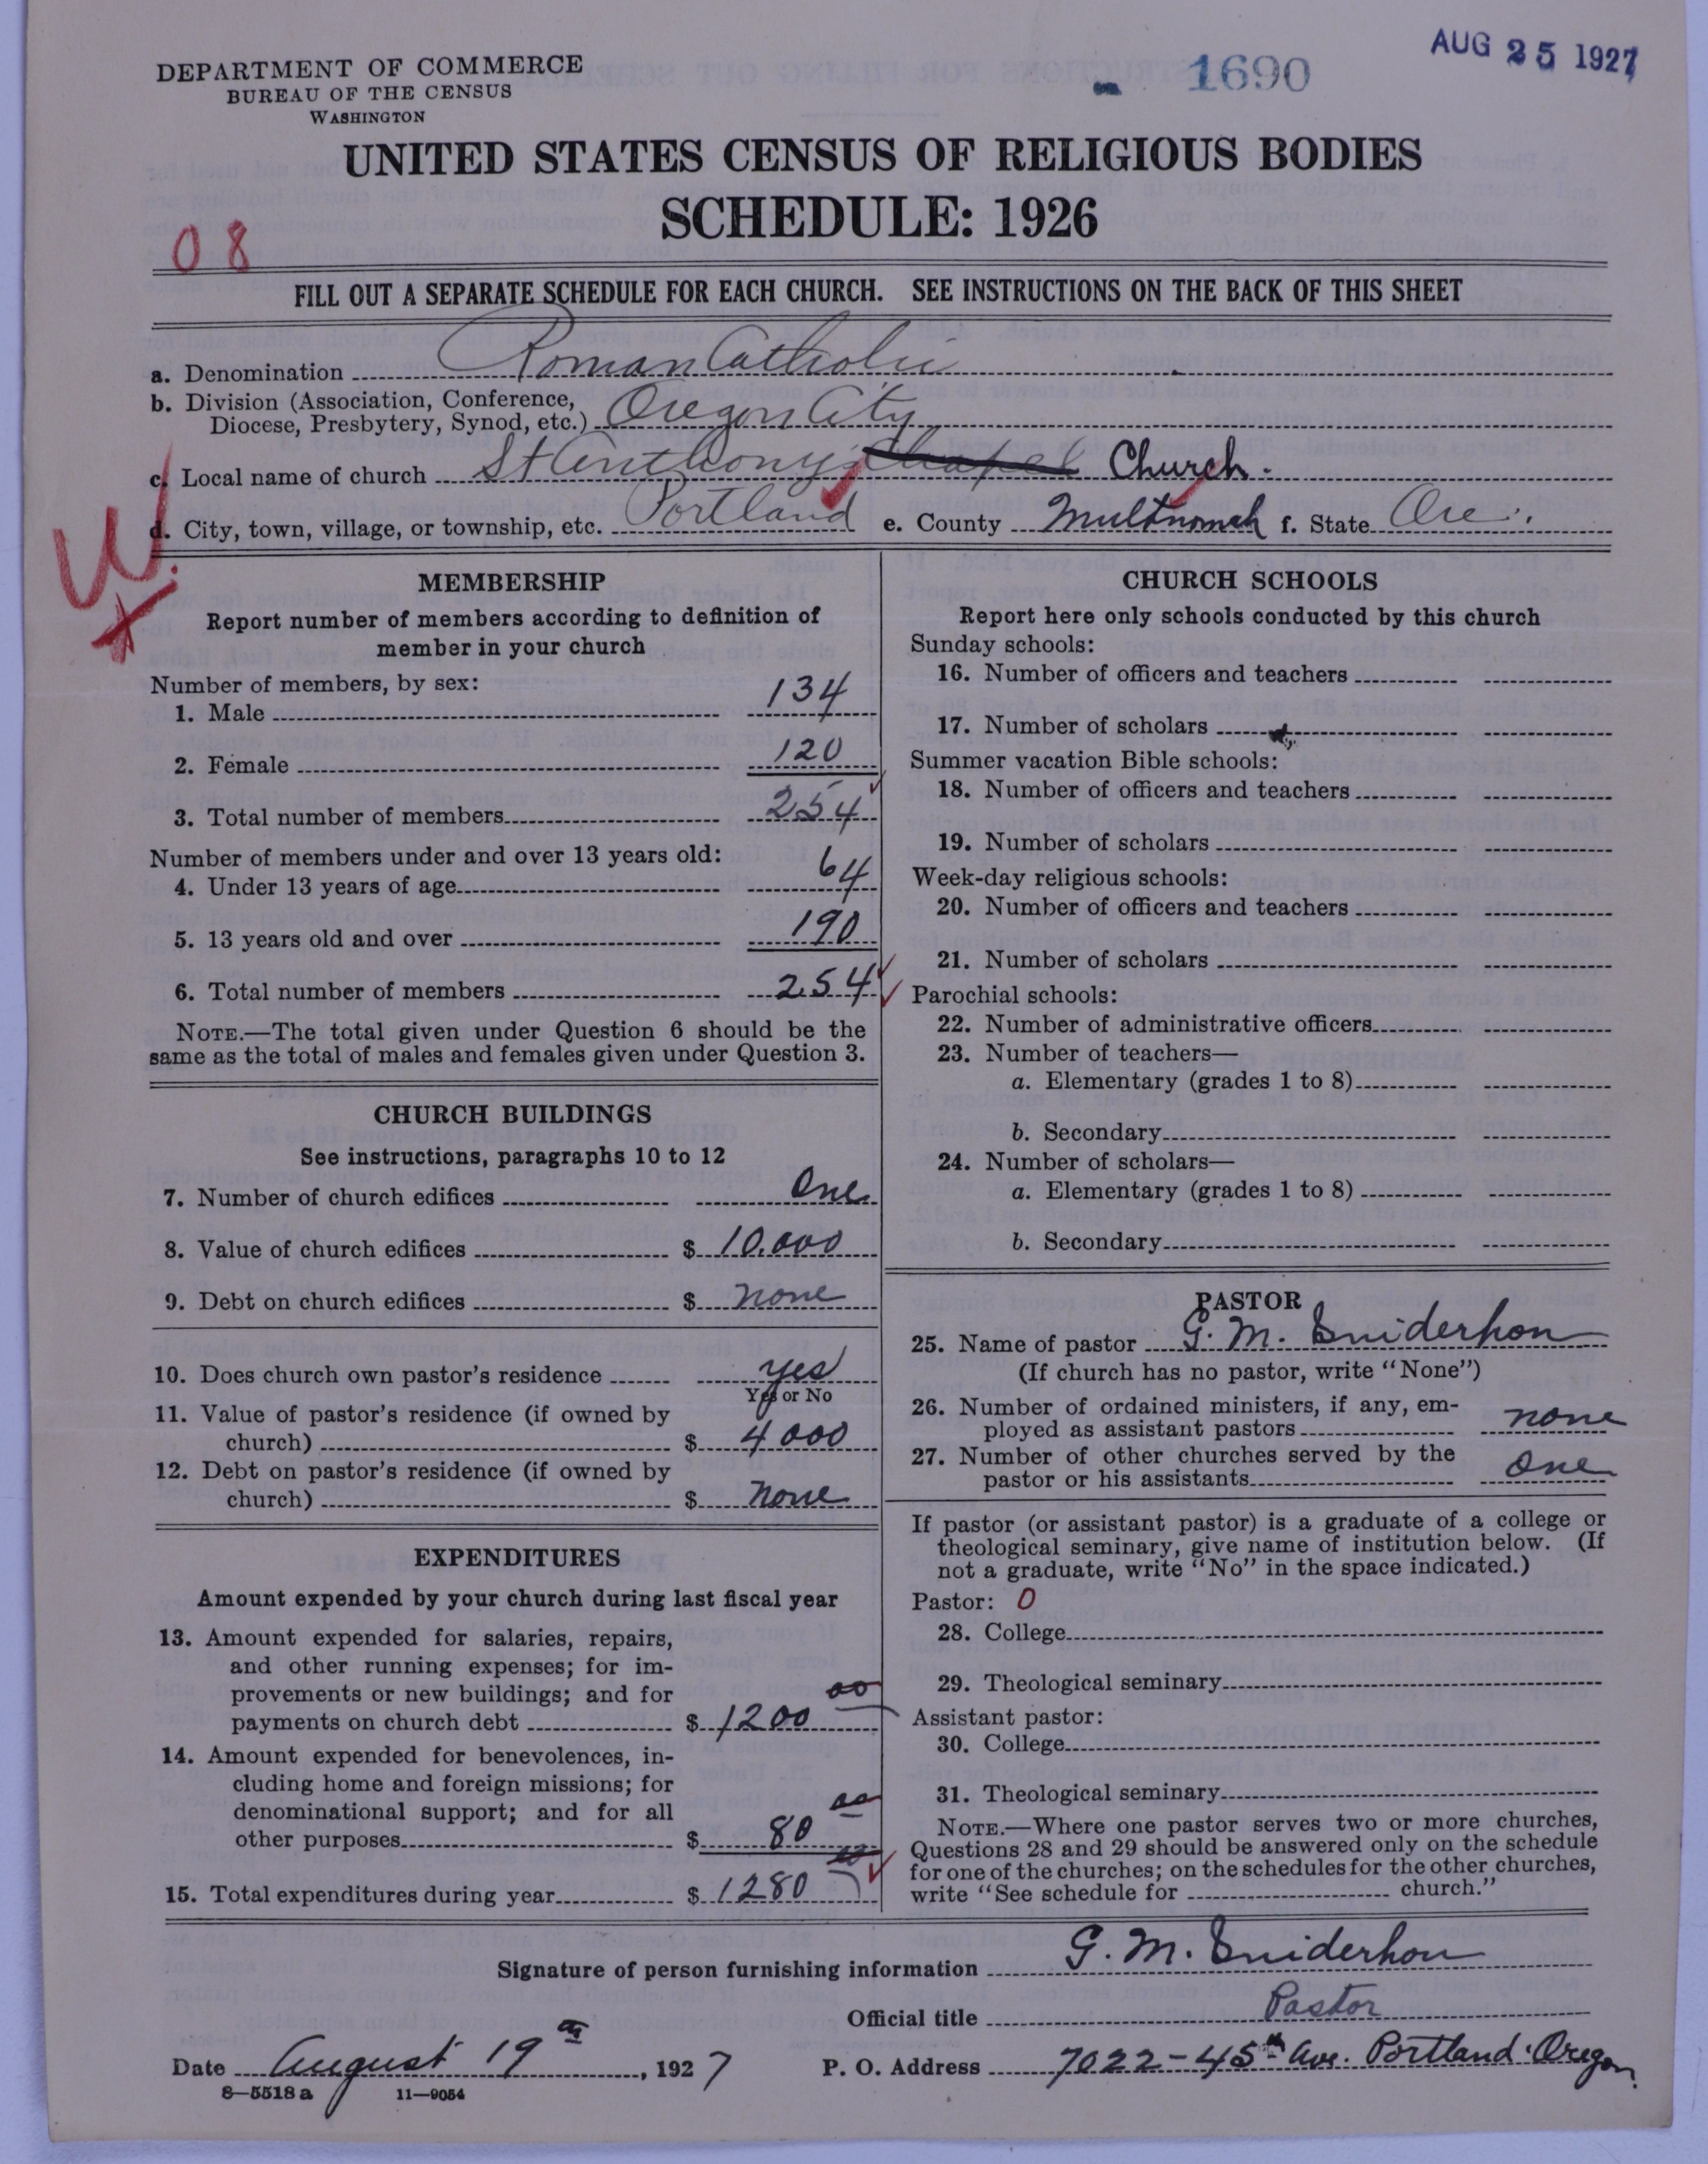 DEPARTMENT OF COMMERCE
BUREAU OF THE CENSUS
WASHINGTON
1690
AUG 25 1927
UNITED STATES CENSUS OF RELIGIOUS BODIES
SCHEDULE: 1926
08
FILL OUT A SEPARATE SCHEDULE FOR EACH CHURCH. SEE INSTRUCTIONS ON THE BACK OF THIS SHEET
a. Denomination Roman Catholic
b. Division (Association, Conference,
Diocese, Presbytery, Synod, etc.) Oregon City
c. Local name of church St Anthony's Chapel Church.
d. City, town, village, or township, etc. Portland e. County Multnomah f. State Ore.
MEMBERSHIP
Report number of members according to definition of
member in your church
Number of members, by sex:
1. Male 134
2. Female 120
3. Total number of members 254
Number of members under and over 13 years old:
4. Under 13 years of age 64
5. 13 years old and over 190
6. Total number of members 254
NOTE.—The total given under Question 6 should be the
same as the total of males and females given under Question 3.
CHURCH BUILDINGS
See instructions, paragraphs 10 to 12
7. Number of church edifices One
8. Value of church edifices $ 10.000
9. Debt on church edifices $ none
10. Does church own pastor's residence yes
Yes or No
11. Value of pastor's residence (if owned by
church) $ 4000
12. Debt on pastor's residence (if owned by
church) $ none
EXPENDITURES
Amount expended by your church during last fiscal year
13. Amount expended for salaries, repairs,
and other running expenses; for im-
provements or new buildings; and for
payments on church debt $ 1200 00
14. Amount expended for benevolences, in-
cluding home and foreign missions; for
denominational support; and for all
other purposes $ 80 00
15. Total expenditures during year $ 1280
CHURCH SCHOOLS
Report here only schools conducted by this church
Sunday schools:
16. Number of officers and teachers
17. Number of scholars
Summer vacation Bible schools:
18. Number of officers and teachers
19. Number of scholars
Week-day religious schools:
20. Number of officers and teachers
21. Number of scholars
Parochial schools:
22. Number of administrative officers
23. Number of teachers—
a. Elementary (grades 1 to 8)
b. Secondary
24. Number of scholars—
a. Elementary (grades 1 to 8)
b. Secondary
PASTOR
25. Name of pastor G. M. Sniderhon
(If church has no pastor, write "None")
26. Number of ordained ministers, if any, em-
ployed as assistant pastors none
27. Number of other churches served by the
pastor or his assistants One
If pastor (or assistant pastor) is a graduate of a college or
theological seminary, give name of institution below. (If
not a graduate, write "No" in the space indicated.)
Pastor: 0
28. College
29. Theological seminary
Assistant pastor:
30. College
31. Theological seminary
NOTE.—Where one pastor serves two or more churches,
Questions 28 and 29 should be answered only on the schedule
for one of the churches; on the schedules for the other churches,
write "See schedule for church."
Signature of person furnishing information G. M. Sniderhon
Official title Pastor
Date August 19th, 1927 P. O. Address 7022-45th Ave. Portland Oregon.
8—5518a 11—9054